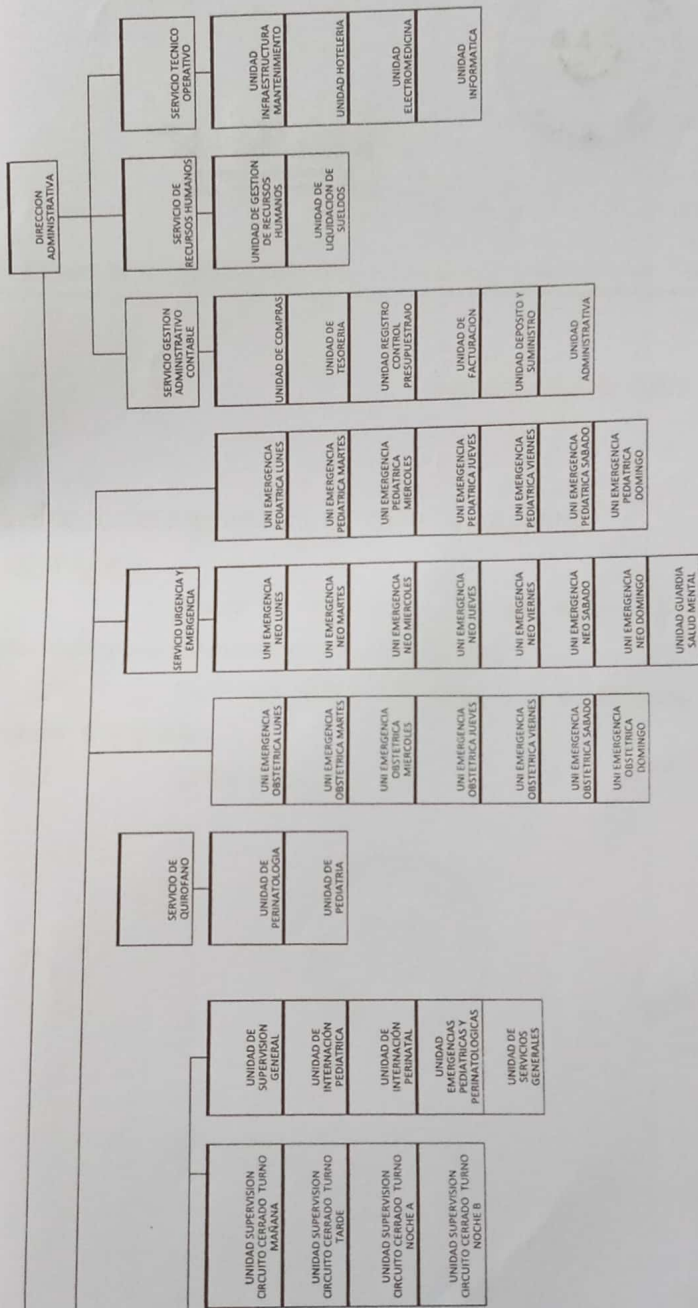 DIRECCION
ADMINISTRATIVA
SERVICIO DE
QUIROFANO
SERVICIO URGENCIA Y
EMERGENCIA
SERVICIO GESTION
ADMINISTRATIVO
CONTABLE
SERVICIO DE
RECURSOS HUMANOS
SERVICIO TECNICO
OPERATIVO
UNIDAD SUPERVISION
CIRCUITO CERRADO TURNO
MAÑANA
UNIDAD SUPERVISION
CIRCUITO CERRADO TURNO
TARDE
UNIDAD SUPERVISION
CIRCUITO CERRADO TURNO
NOCHE A
UNIDAD SUPERVISION
CIRCUITO CERRADO TURNO
NOCHE B
UNIDAD DE
SUPERVISION
GENERAL
UNIDAD DE
INTERNACIÓN
PEDIATRICA
UNIDAD DE
INTERNACIÓN
PERINATAL
UNIDAD
EMERGENCIAS
PEDIATRICAS Y
PERINATOLOGICAS
UNIDAD DE
SERVICIOS
GENERALES
UNIDAD DE
PERINATOLOGIA
UNIDAD DE
PEDIATRIA
UNI EMERGENCIA
OBSTETRICA LUNES
UNI EMERGENCIA
OBSTETRICA MARTES
UNI EMERGENCIA
OBSTETRICA
MIERCOLES
UNI EMERGENCIA
OBSTETRICA JUEVES
UNI EMERGENCIA
OBSTETRICA VIERNES
UNI EMERGENCIA
OBSTETRICA SABADO
UNI EMERGENCIA
OBSTETRICA
DOMINGO
UNI EMERGENCIA
NEO LUNES
UNI EMERGENCIA
NEO MARTES
UNI EMERGENCIA
NEO MIERCOLES
UNI EMERGENCIA
NEO JUEVES
UNI EMERGENCIA
NEO VIERNES
UNI EMERGENCIA
NEO SABADO
UNI EMERGENCIA
NEO DOMINGO
UNIDAD GUARDIA
SALUD MENTAL
UNI EMERGENCIA
PEDIATRICA LUNES
UNI EMERGENCIA
PEDIATRICA MARTES
UNI EMERGENCIA
PEDIATRICA
MIERCOLES
UNI EMERGENCIA
PEDIATRICA JUEVES
UNI EMERGENCIA
PEDIATRICA VIERNES
UNI EMERGENCIA
PEDIATRICA SABADO
UNI EMERGENCIA
PEDIATRICA
DOMINGO
UNIDAD DE COMPRAS
UNIDAD DE
TESORERIA
UNIDAD REGISTRO
CONTROL
PRESUPUESTRAIO
UNIDAD DE
FACTURACION
UNIDAD DEPOSITO Y
SUMINISTRO
UNIDAD
ADMINISTRATIVA
UNIDAD DE GESTION
DE RECURSOS
HUMANOS
UNIDAD DE
LIQUIDACION DE
SUELDOS
UNIDAD
INFRAESTRUCTURA
MANTENIMIENTO
UNIDAD HOTELERIA
UNIDAD
ELECTROMEDICINA
UNIDAD
INFORMATICA